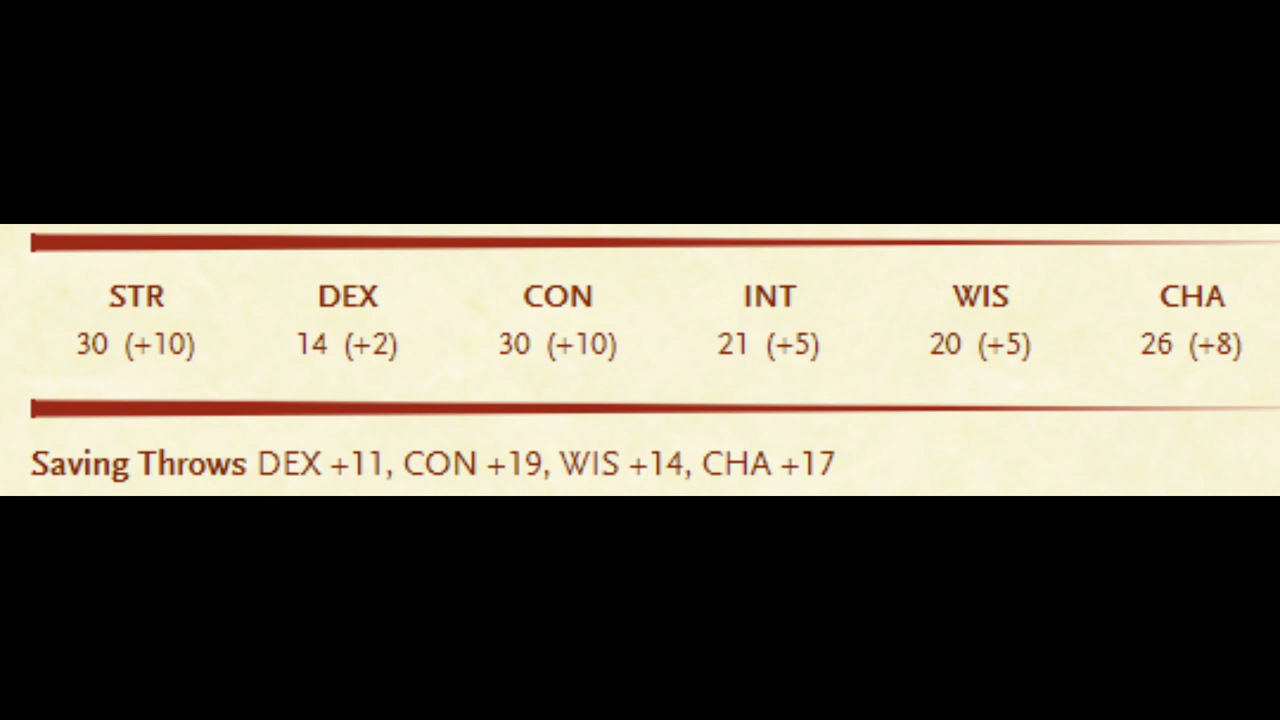 STR DEX CON INT WIS CHA
30 (+10) 14 (+2) 30 (+10) 21 (+5) 20 (+5) 26 (+8)
Saving Throws DEX +11, CON +19, WIS +14, CHA +17